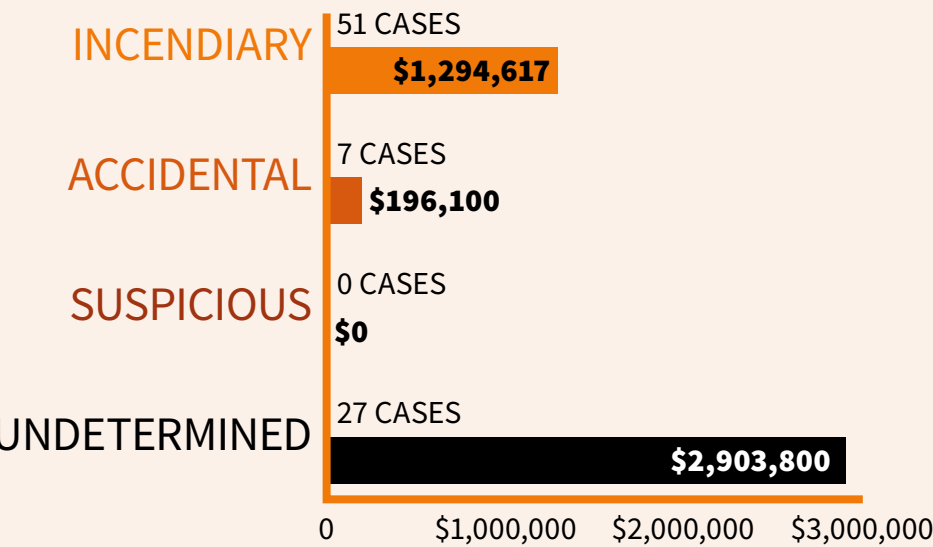 INCENDIARY
51 CASES
$1,294,617
ACCIDENTAL
7 CASES
$196,100
SUSPICIOUS
0 CASES
$0
UNDETERMINED
27 CASES
$2,903,800
0 $1,000,000 $2,000,000 $3,000,000